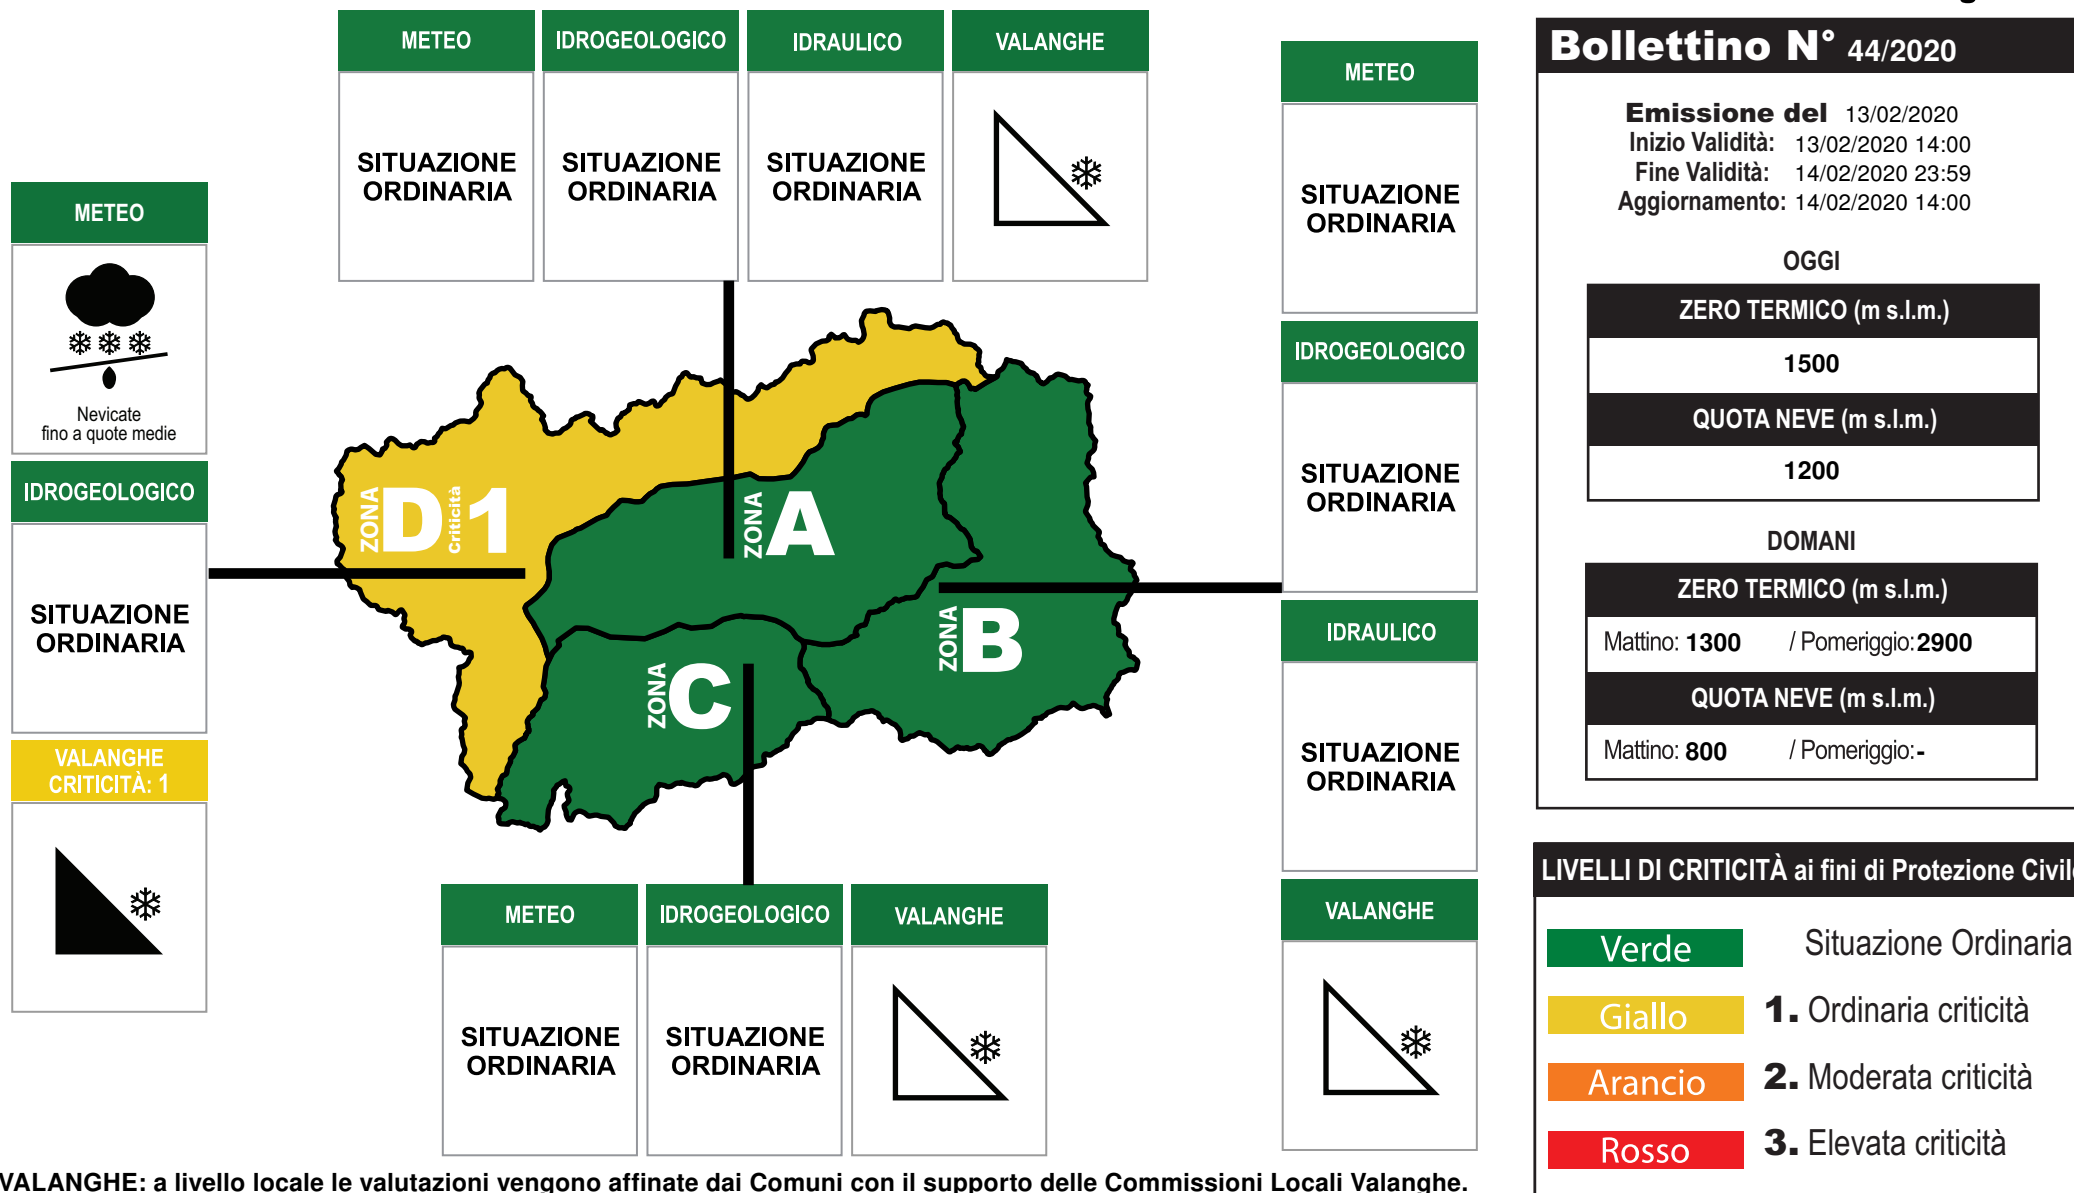 METEO
IDROGEOLOGICO
IDRAULICO
VALANGHE
SITUAZIONE
ORDINARIA
SITUAZIONE
ORDINARIA
SITUAZIONE
ORDINARIA
METEO
Nevicate
fino a quote medie
IDROGEOLOGICO
SITUAZIONE
ORDINARIA
VALANGHE
CRITICITÀ: 1
ZONA D Criticità 1
ZONA A
ZONA B
ZONA C
METEO
SITUAZIONE
ORDINARIA
IDROGEOLOGICO
SITUAZIONE
ORDINARIA
IDRAULICO
SITUAZIONE
ORDINARIA
VALANGHE
METEO
IDROGEOLOGICO
VALANGHE
SITUAZIONE
ORDINARIA
SITUAZIONE
ORDINARIA
VALANGHE: a livello locale le valutazioni vengono affinate dai Comuni con il supporto delle Commissioni Locali Valanghe.
Bollettino N° 44/2020
Emissione del 13/02/2020
Inizio Validità: 13/02/2020 14:00
Fine Validità: 14/02/2020 23:59
Aggiornamento: 14/02/2020 14:00
OGGI
ZERO TERMICO (m s.l.m.)
1500
QUOTA NEVE (m s.l.m.)
1200
DOMANI
ZERO TERMICO (m s.l.m.)
Mattino: 1300 / Pomeriggio: 2900
QUOTA NEVE (m s.l.m.)
Mattino: 800 / Pomeriggio: -
LIVELLI DI CRITICITÀ ai fini di Protezione Civile
Verde Situazione Ordinaria
Giallo 1. Ordinaria criticità
Arancio 2. Moderata criticità
Rosso 3. Elevata criticità